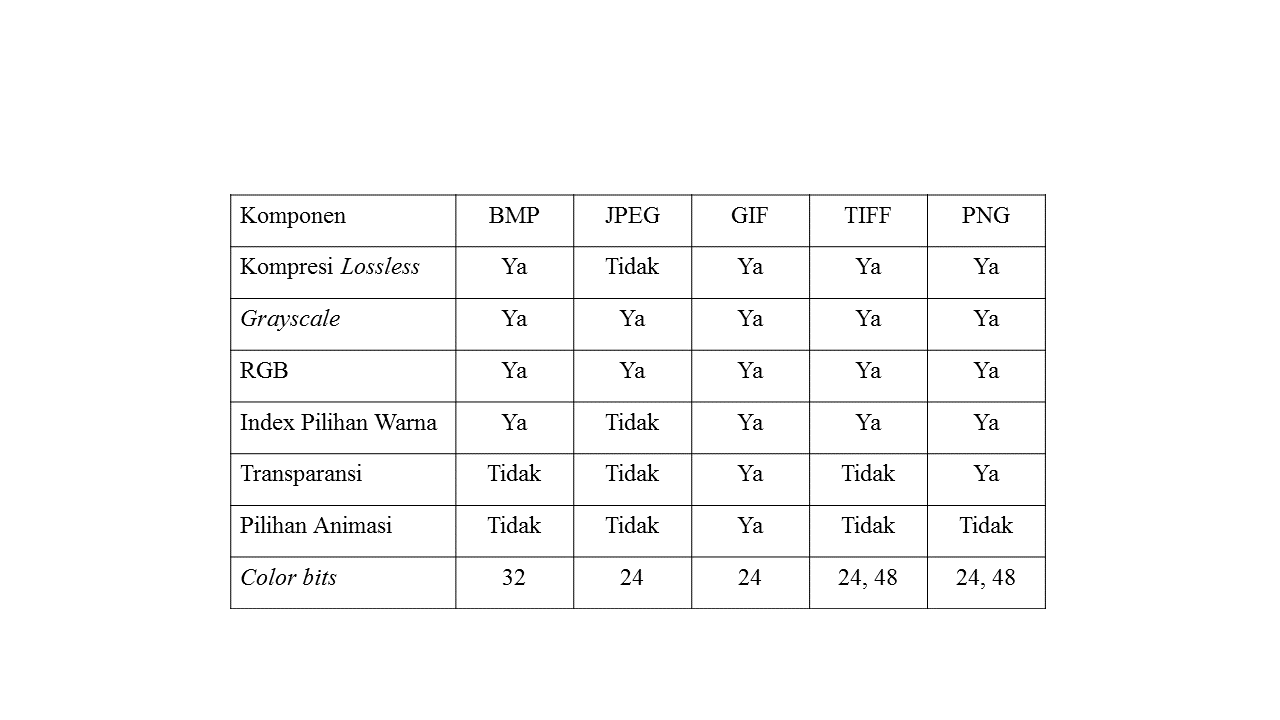 Komponen BMP JPEG GIF TIFF PNG
Kompresi Lossless Ya Tidak Ya Ya Ya
Grayscale Ya Ya Ya Ya Ya
RGB Ya Ya Ya Ya Ya
Index Pilihan Warna Ya Tidak Ya Ya Ya
Transparansi Tidak Tidak Ya Tidak Ya
Pilihan Animasi Tidak Tidak Ya Tidak Tidak
Color bits 32 24 24 24, 48 24, 48